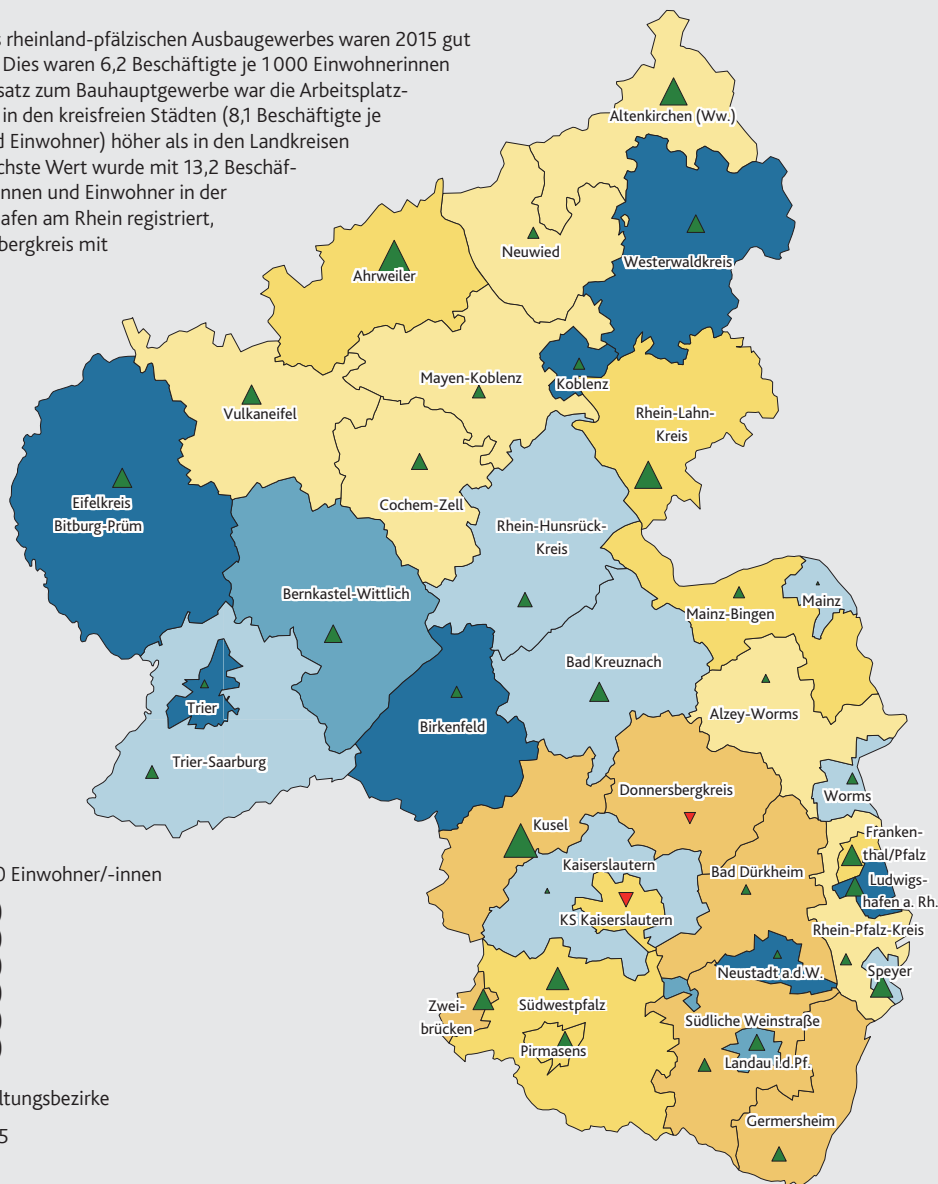 rheinland-pfälzischen Ausbaugewerbes waren 2015 gut
Dies waren 6,2 Beschäftigte je 1000 Einwohnerinnen
satz zum Bauhauptgewerbe war die Arbeitsplatz-
in den kreisfreien Städten (8,1 Beschäftigte je
d Einwohner) höher als in den Landkreisen
chste Wert wurde mit 13,2 Beschäf-
innen und Einwohner in der
afen am Rhein registriert,
bergkreis mit
Altenkirchen (Ww.)
Neuwied
Westerwaldkreis
Ahrweiler
Mayen-Koblenz
Koblenz
Vulkaneifel
Rhein-Lahn-
Kreis
Cochem-Zell
Eifelkreis
Bitburg-Prüm
Rhein-Hunsrück-
Kreis
Bernkastel-Wittlich
Mainz-Bingen
Mainz
Bad Kreuznach
Trier
Birkenfeld
Alzey-Worms
Trier-Saarburg
Donnersbergkreis
Worms
Kusel
Franken-
thal/Pfalz
Kaiserslautern
Bad Dürkheim
Ludwigs-
hafen a. Rh.
KS Kaiserslautern
Rhein-Pfalz-Kreis
Neustadt a.d.W.
Speyer
Zwei-
brücken
Südwestpfalz
Südliche Weinstraße
Pirmasens
Landau i.d.Pf.
Germersheim
0 Einwohner/-innen
)
)
)
)
)
)
ltungsbezirke
5